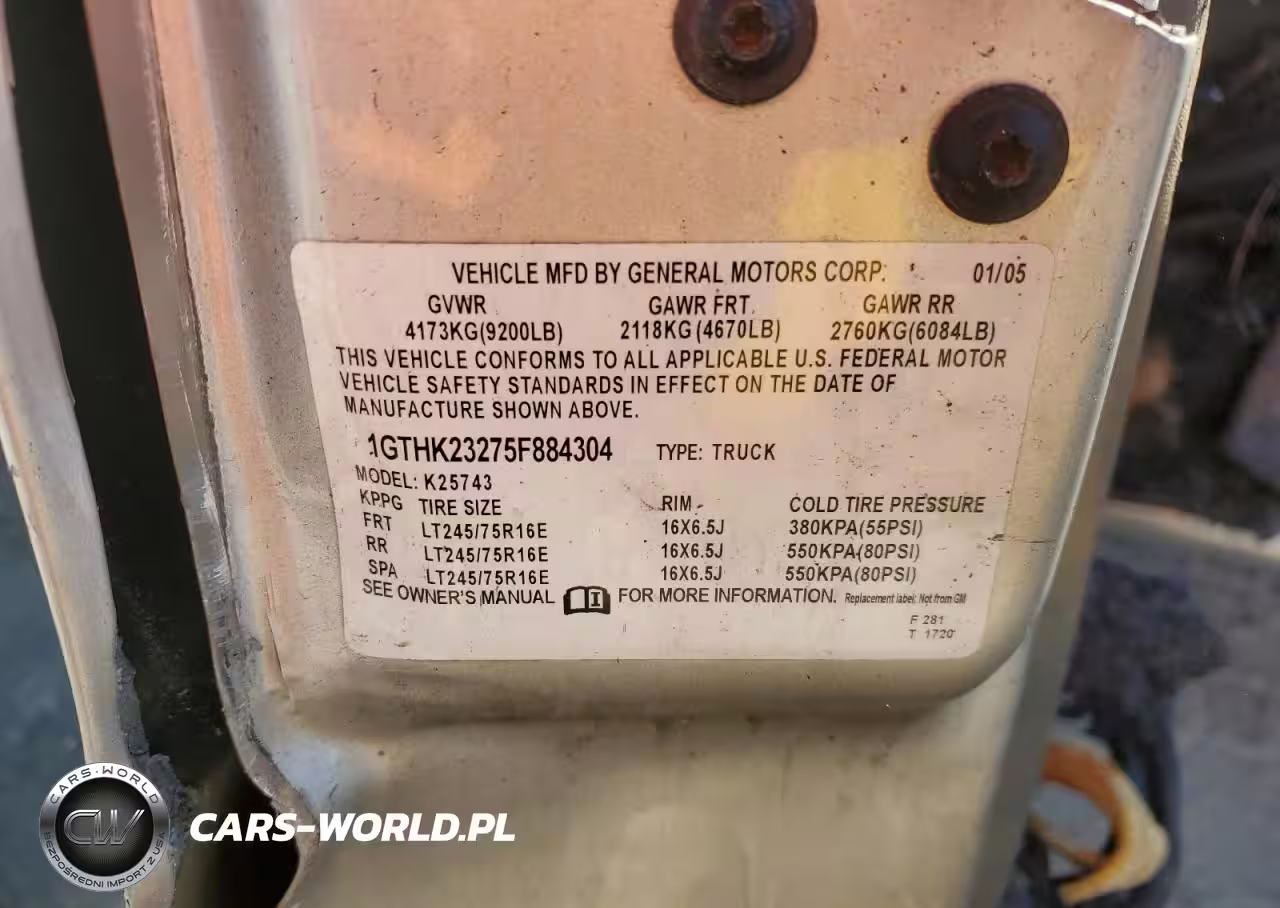 VEHICLE MFD BY GENERAL MOTORS CORP. 01/05
GVWR GAWR FRT GAWR RR
4173KG(9200LB) 2118KG(4670LB) 2760KG(6084LB)
THIS VEHICLE CONFORMS TO ALL APPLICABLE U.S. FEDERAL MOTOR
VEHICLE SAFETY STANDARDS IN EFFECT ON THE DATE OF
MANUFACTURE SHOWN ABOVE.
1GTHK23275F884304 TYPE: TRUCK
MODEL: K25743
KPPG TIRE SIZE RIM COLD TIRE PRESSURE
FRT LT245/75R16E 16X6.5J 380KPA(55PSI)
RR LT245/75R16E 16X6.5J 550KPA(80PSI)
SPA LT245/75R16E 16X6.5J 550KPA(80PSI)
SEE OWNER'S MANUAL FOR MORE INFORMATION. Replacement label: Not from GM
F 281
T 1720
CARS-WORLD
CW
BEZPOŚREDNI IMPORT Z USA
CARS-WORLD.PL